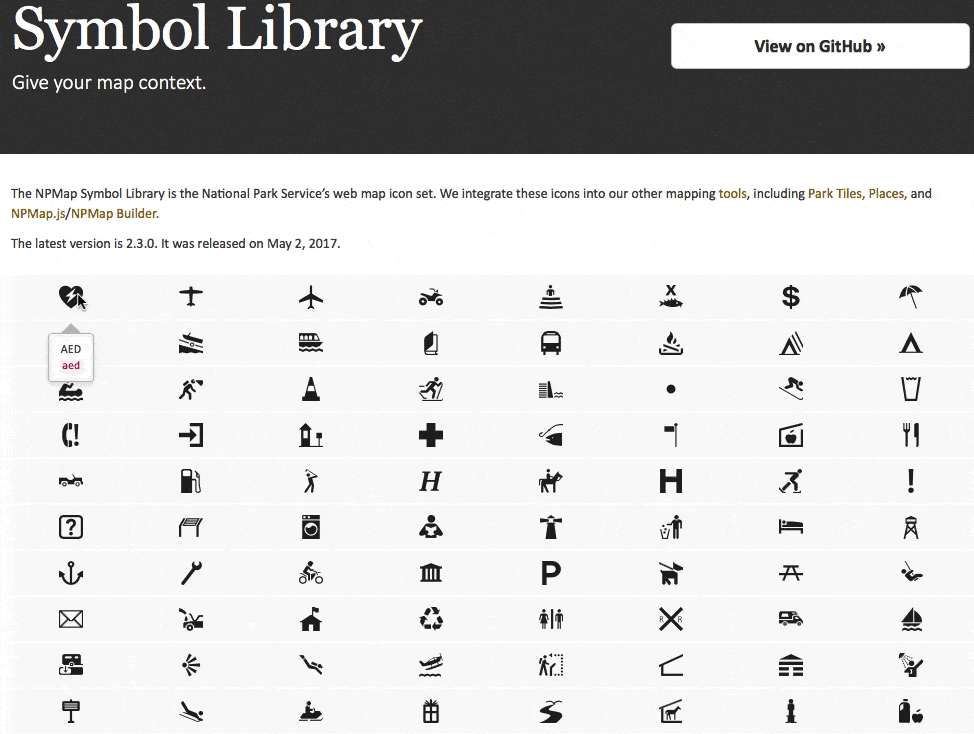 Symbol Library
View on GitHub »
Give your map context.
The NPMap Symbol Library is the National Park Service's web map icon set. We integrate these icons into our other mapping tools, including Park Tiles, Places, and
NPMap.js/NPMap Builder.
The latest version is 2.3.0. It was released on May 2, 2017.
X
$
AED
aed
!
H
H
!
?
P
R R